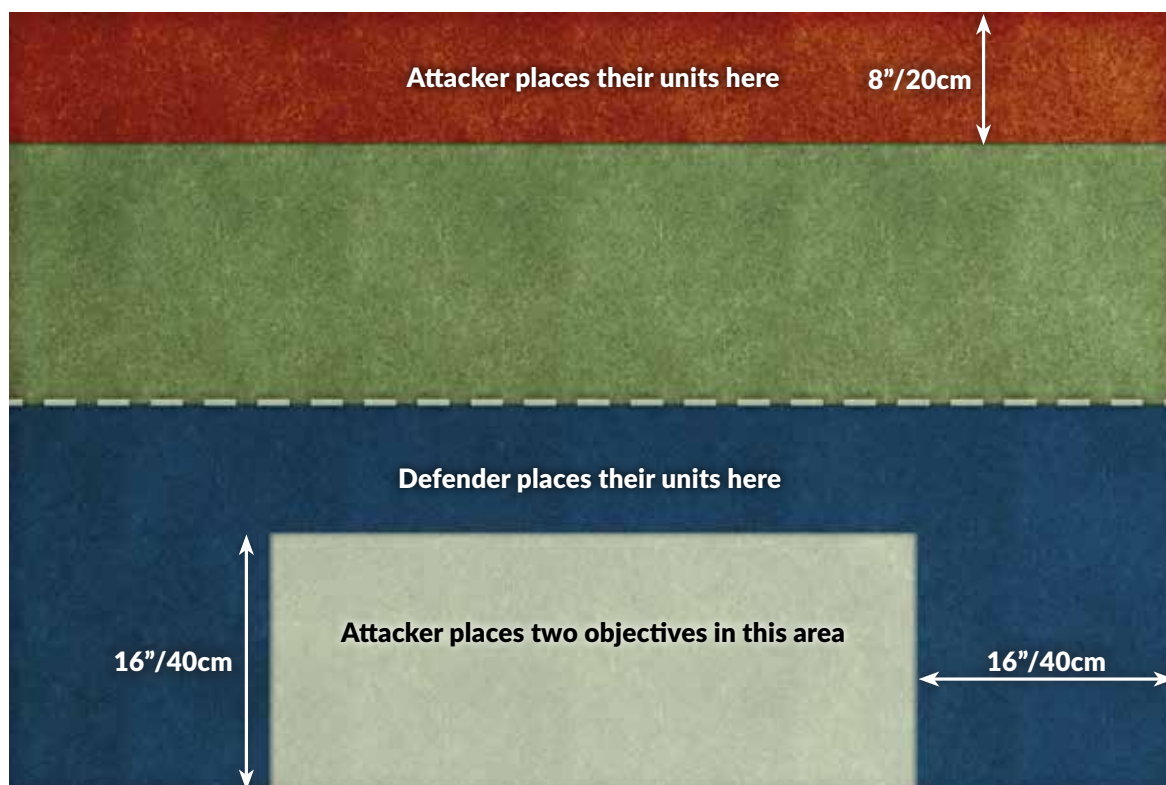 Attacker places their units here
8”/20cm
Defender places their units here
Attacker places two objectives in this area
16”/40cm
16”/40cm